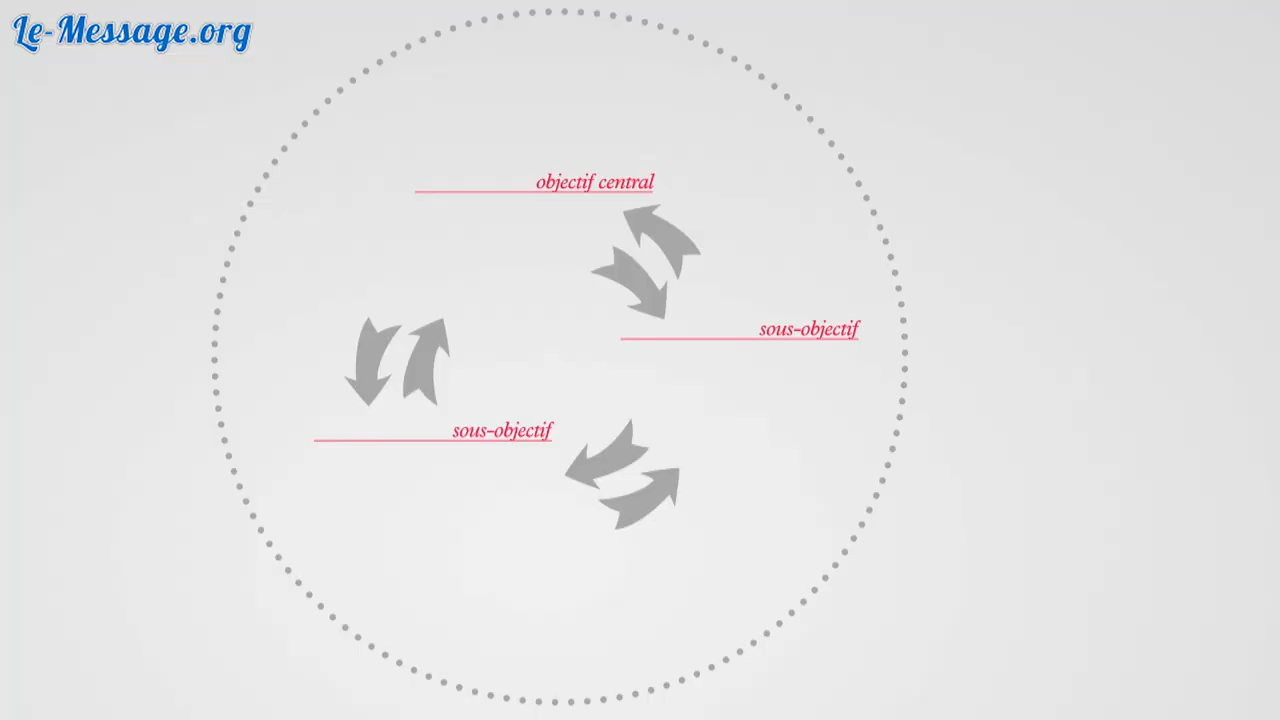 Le-Message.org
objectif central
sous-objectif
sous-objectif